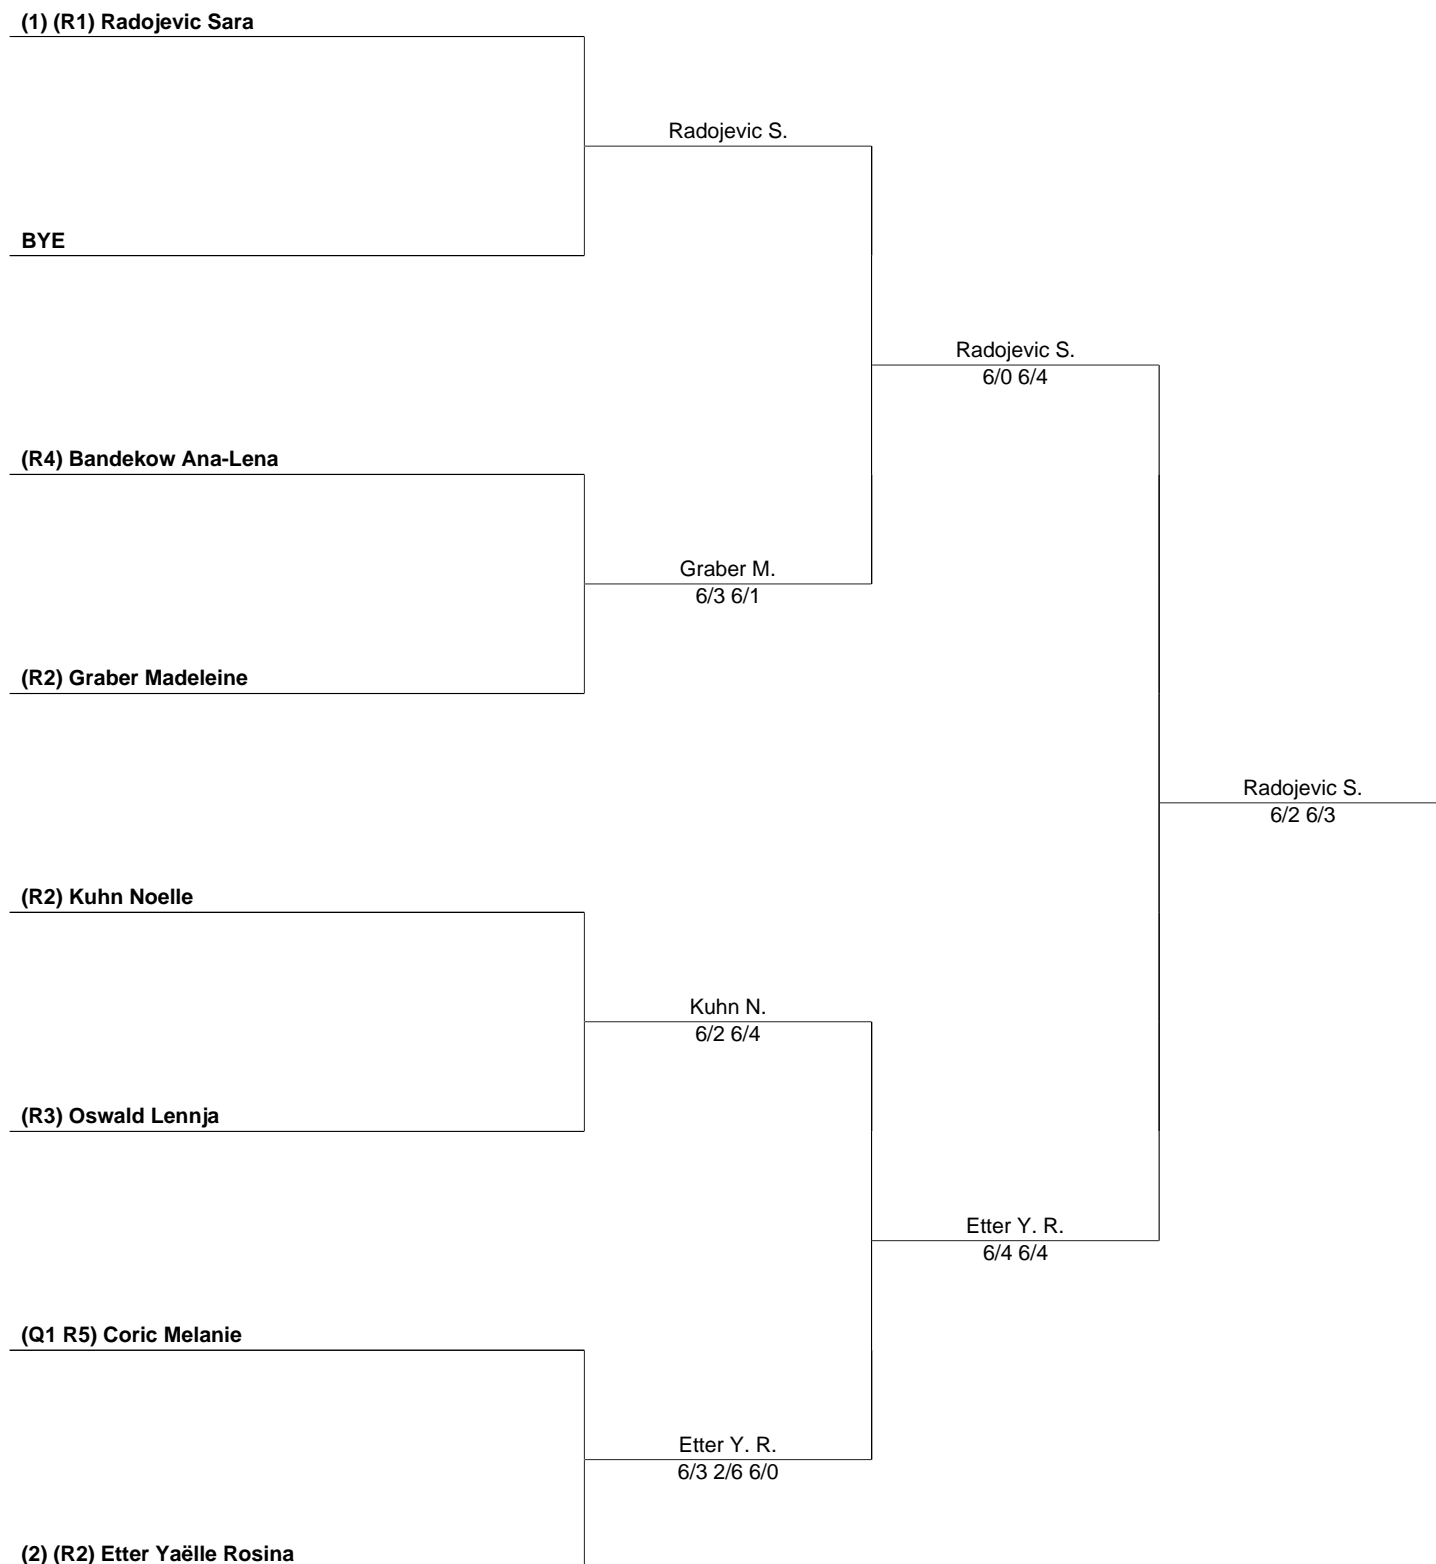 (1) (R1) Radojevic Sara
Radojevic S.
BYE
Radojevic S.
6/0 6/4
(R4) Bandekow Ana-Lena
Graber M.
6/3 6/1
(R2) Graber Madeleine
Radojevic S.
6/2 6/3
(R2) Kuhn Noelle
Kuhn N.
6/2 6/4
(R3) Oswald Lennja
Etter Y. R.
6/4 6/4
(Q1 R5) Coric Melanie
Etter Y. R.
6/3 2/6 6/0
(2) (R2) Etter Yaëlle Rosina